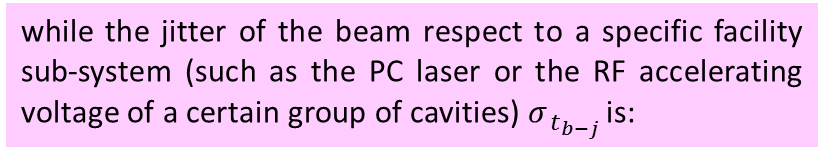 while the jitter of the beam respect to a specific facility
sub-system (such as the PC laser or the RF accelerating
voltage of a certain group of cavities) σ_{t_{b−j}} is: